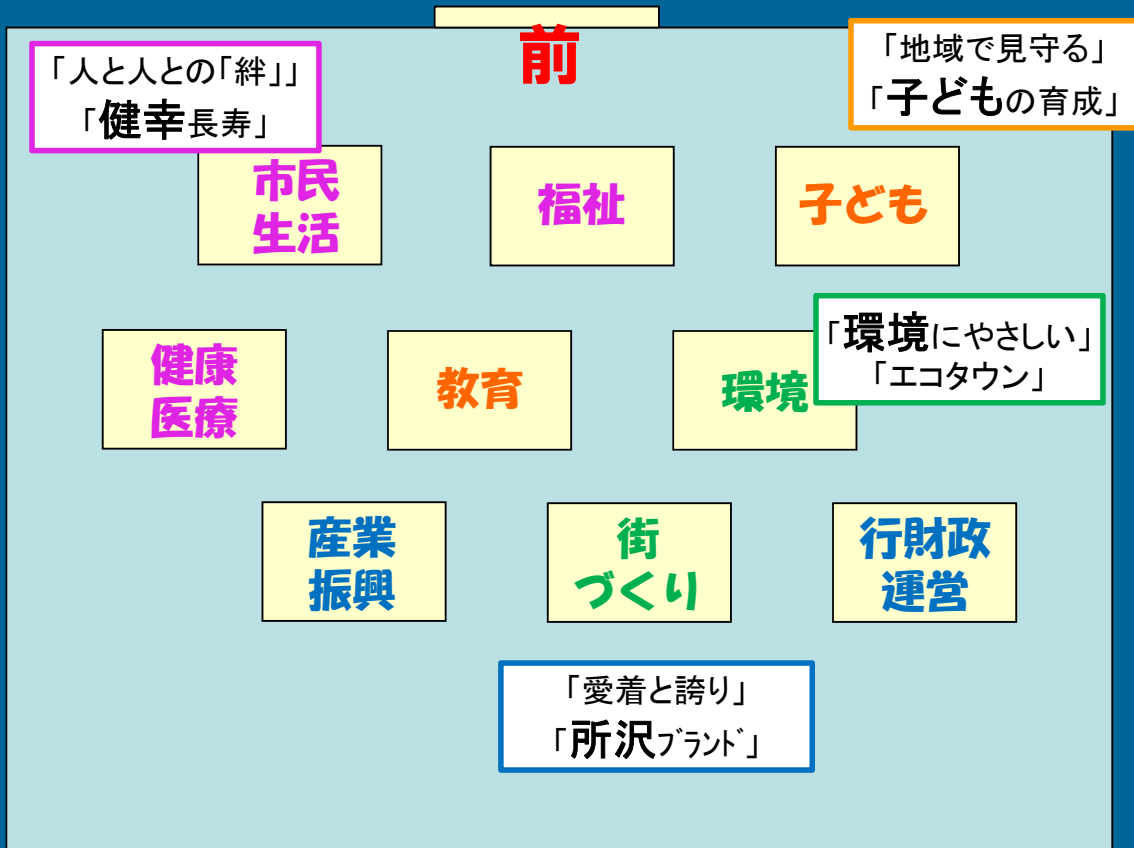 前
「人と人との「絆」」
「健幸長寿」
「地域で見守る」
「子どもの育成」
市民
生活
福祉
子ども
「環境にやさしい」
「エコタウン」
健康
医療
教育
環境
産業
振興
街
づくり
行財政
運営
「愛着と誇り」
「所沢ﾌﾞﾗﾝﾄﾞ」